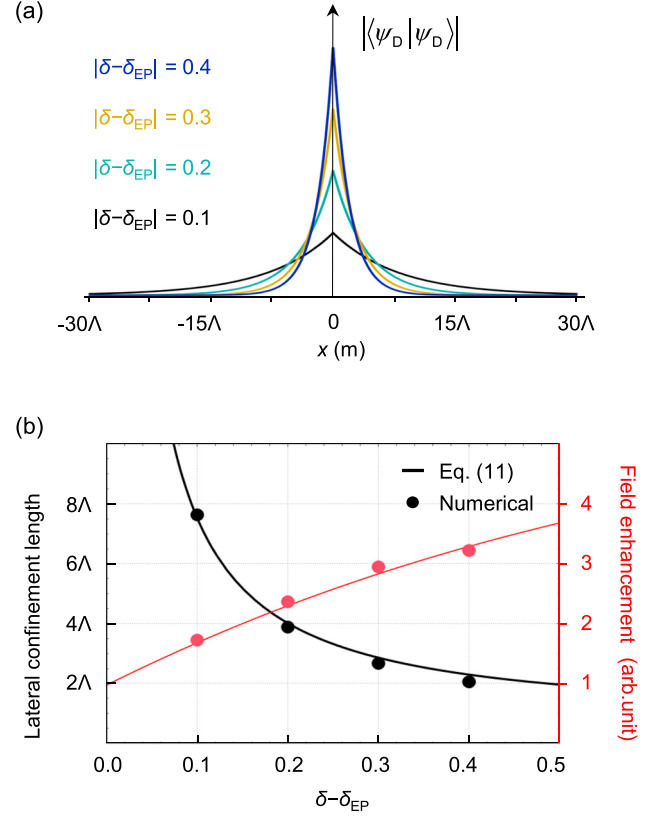 (a)
|⟨ψD|ψD⟩|
|δ−δEP| = 0.4
|δ−δEP| = 0.3
|δ−δEP| = 0.2
|δ−δEP| = 0.1
-30Λ -15Λ 0 15Λ 30Λ
x (m)
(b)
Eq. (11)
Numerical
8Λ
6Λ
4Λ
2Λ
Lateral confinement length
4
3
2
1
Field enhancement (arb.unit)
0.0 0.1 0.2 0.3 0.4 0.5
δ−δEP